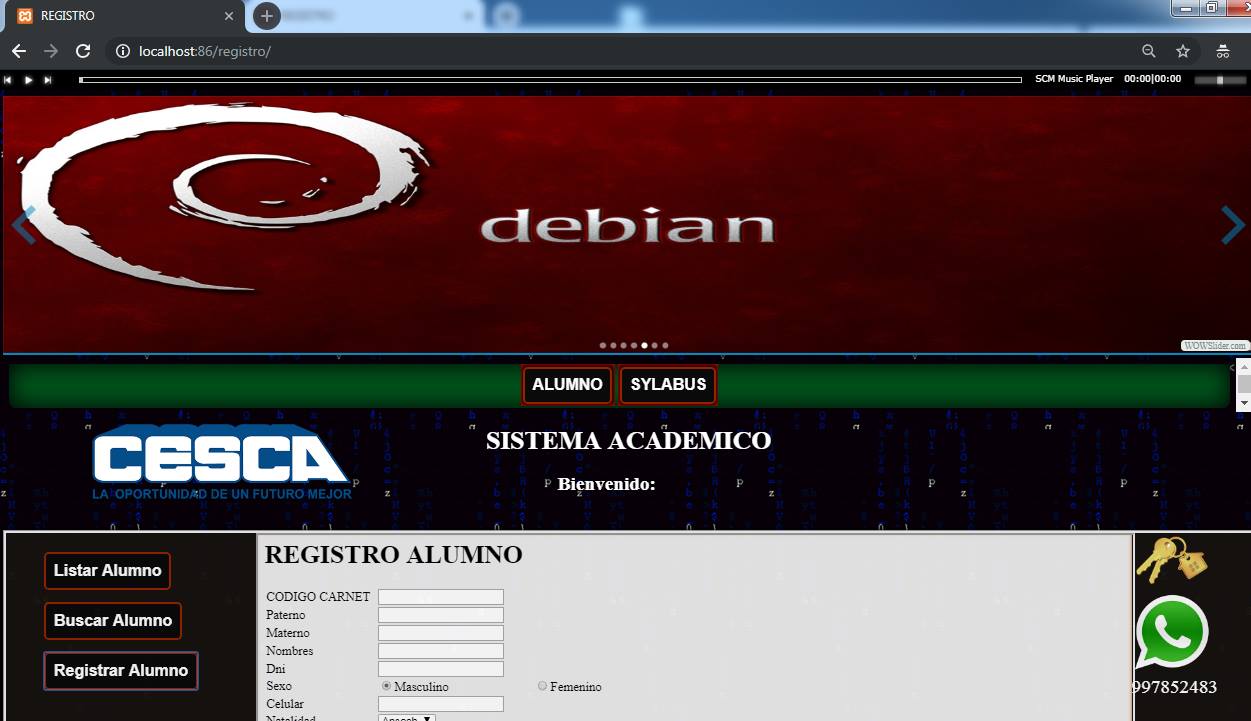 REGISTRO
localhost:86/registro/
SCM Music Player 00:00|00:00
debian
WOWSlider.com
ALUMNO SYLABUS
CESCA
LA OPORTUNIDAD DE UN FUTURO MEJOR
SISTEMA ACADEMICO
Bienvenido:
Listar Alumno
Buscar Alumno
Registrar Alumno
REGISTRO ALUMNO
CODIGO CARNET
Paterno
Materno
Nombres
Dni
Sexo Masculino Femenino
Celular
Natalidad
997852483